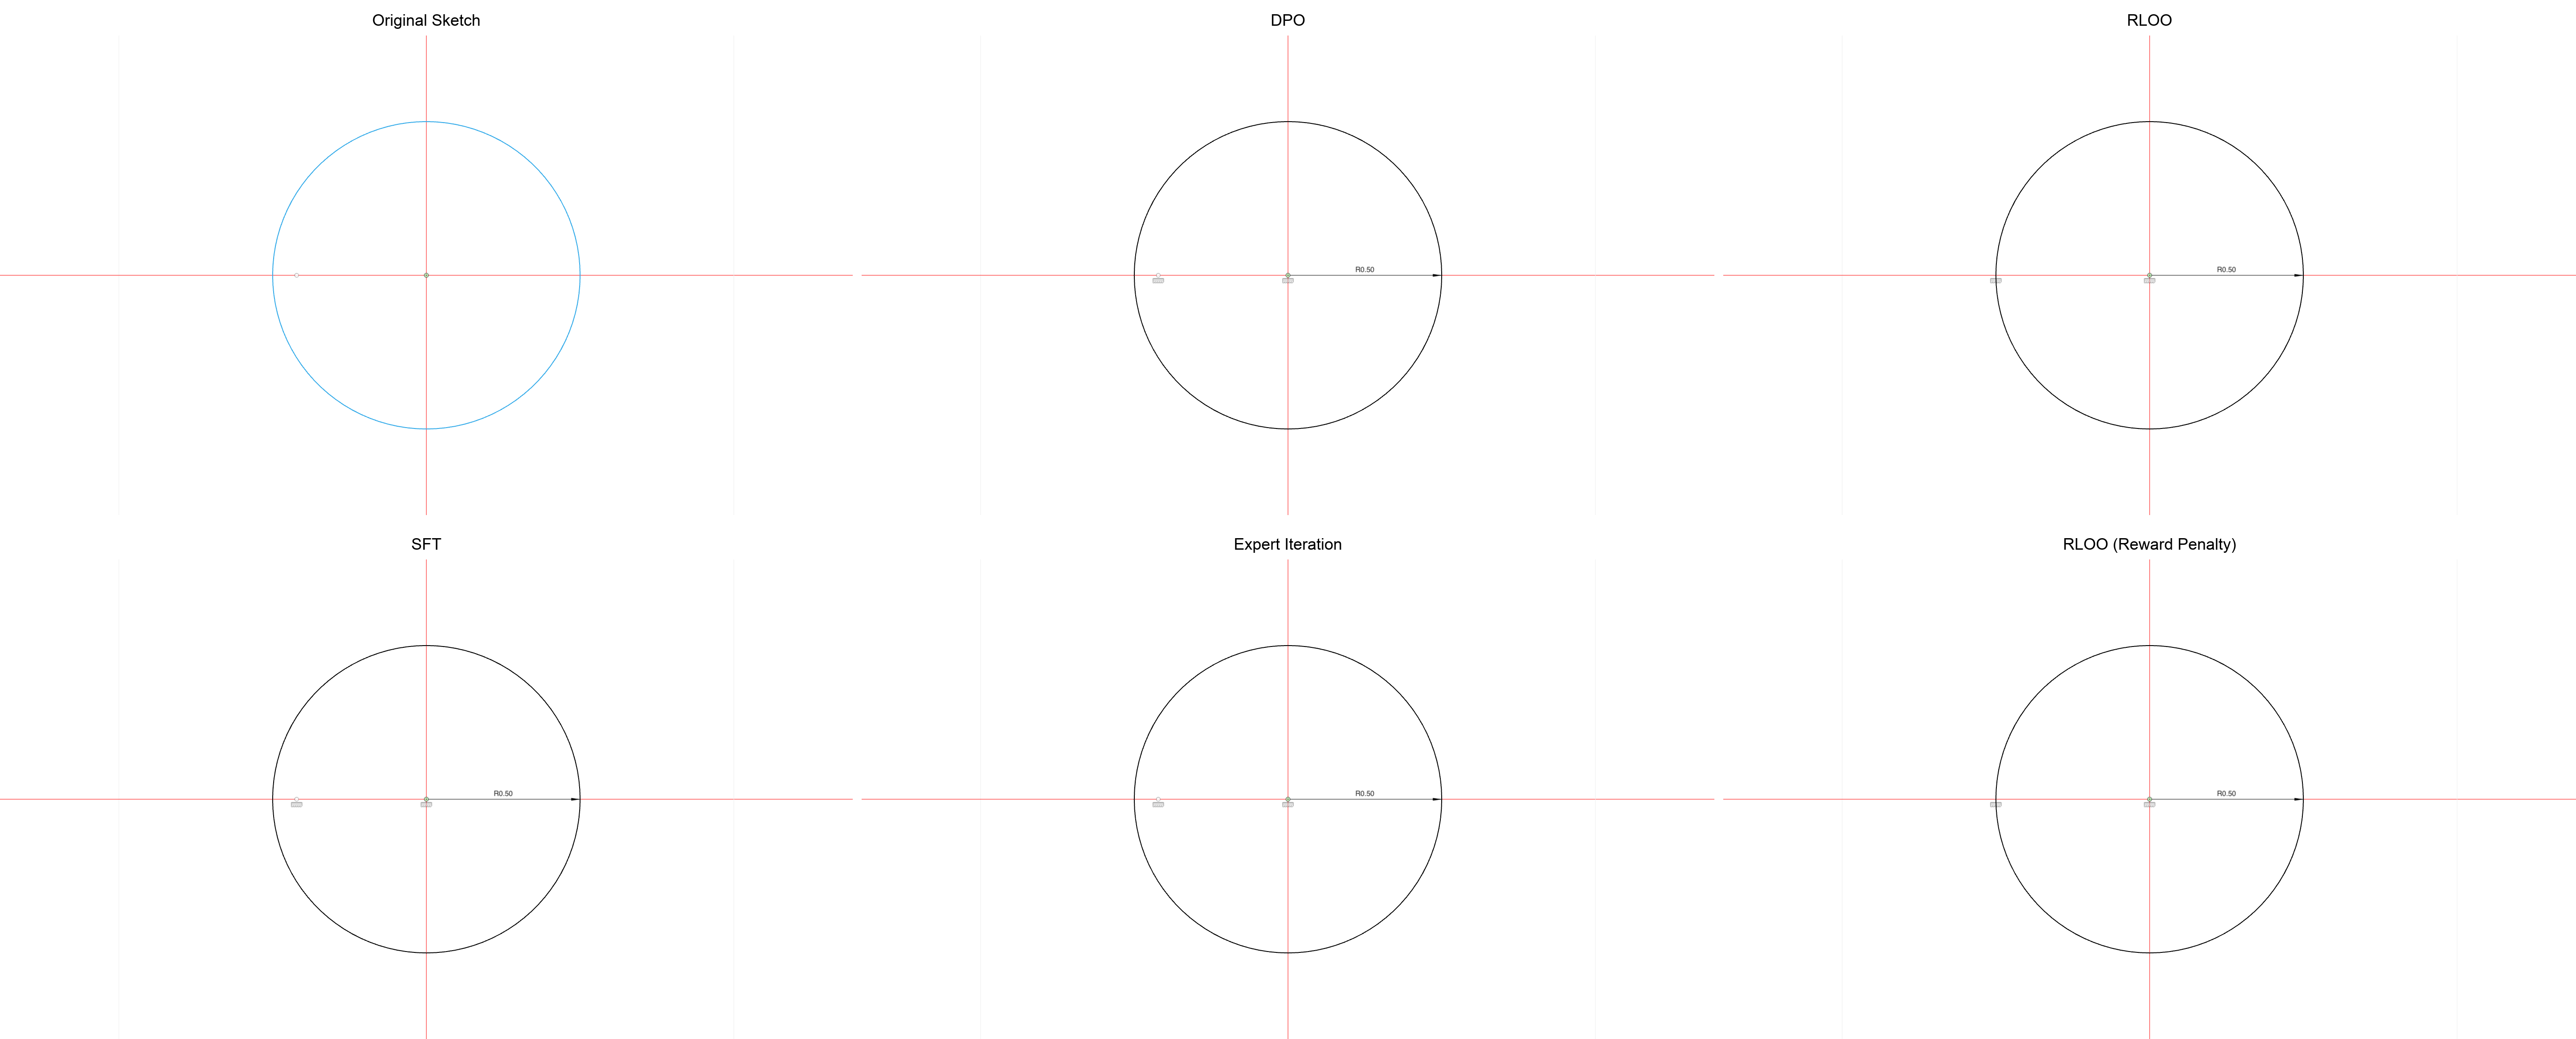 Original Sketch
DPO
RLOO
R0.50
R0.50
SFT
Expert Iteration
RLOO (Reward Penalty)
R0.50
R0.50
R0.50